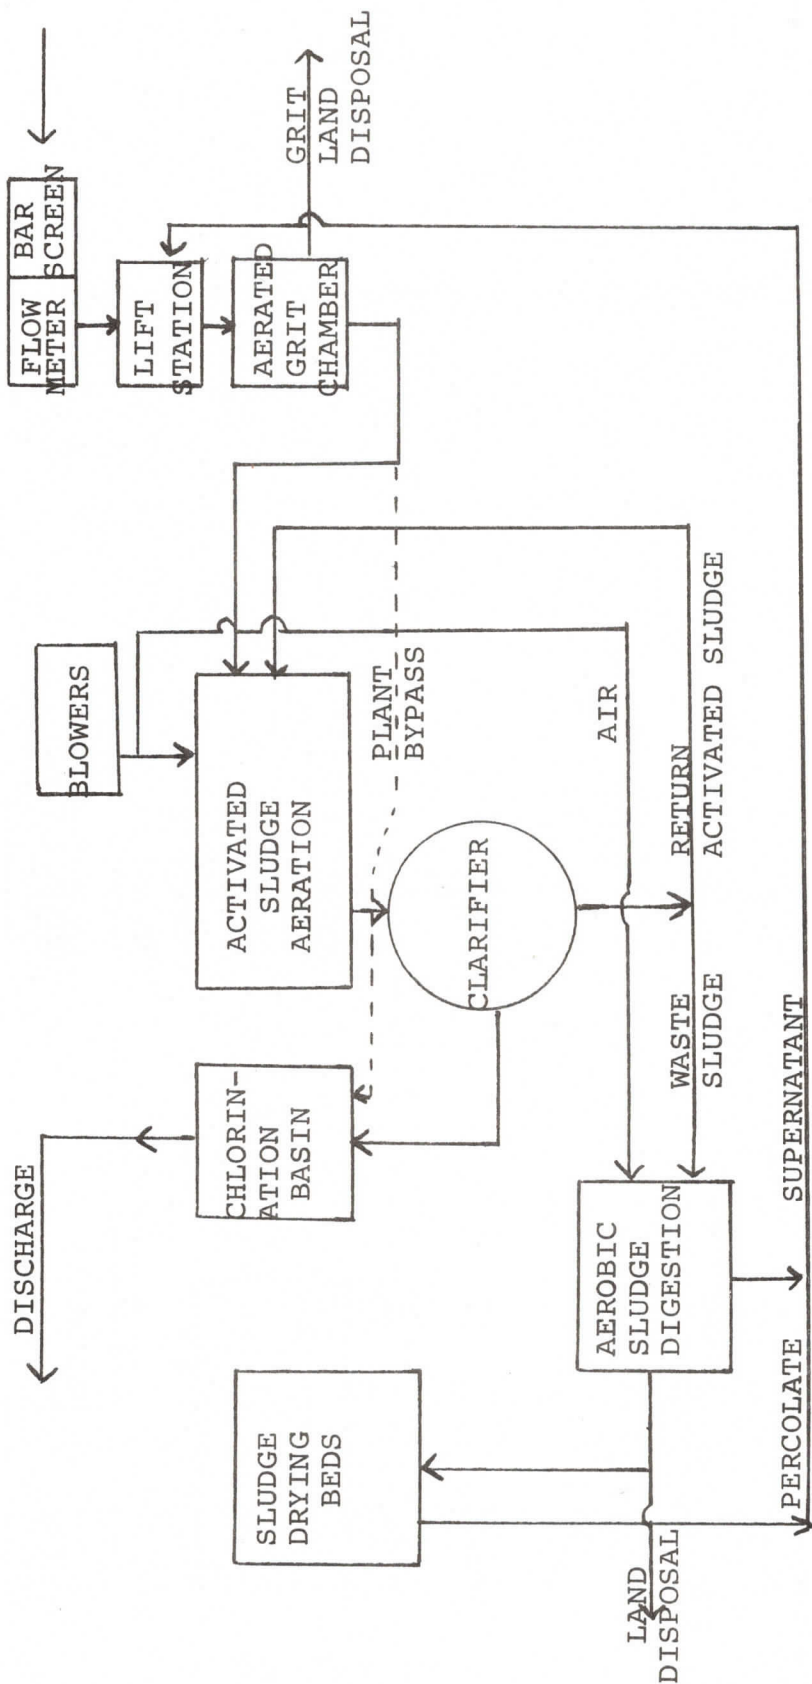 BAR
SCREEN
FLOW
METER
LIFT
STATION
AERATED
GRIT
CHAMBER
GRIT
LAND
DISPOSAL
BLOWERS
ACTIVATED
SLUDGE
AERATION
PLANT
BYPASS
CLARIFIER
AIR
RETURN
ACTIVATED SLUDGE
WASTE
SLUDGE
CHLORIN-
ATION
BASIN
DISCHARGE
AEROBIC
SLUDGE
DIGESTION
SUPERNATANT
SLUDGE
DRYING
BEDS
PERCOLATE
LAND
DISPOSAL